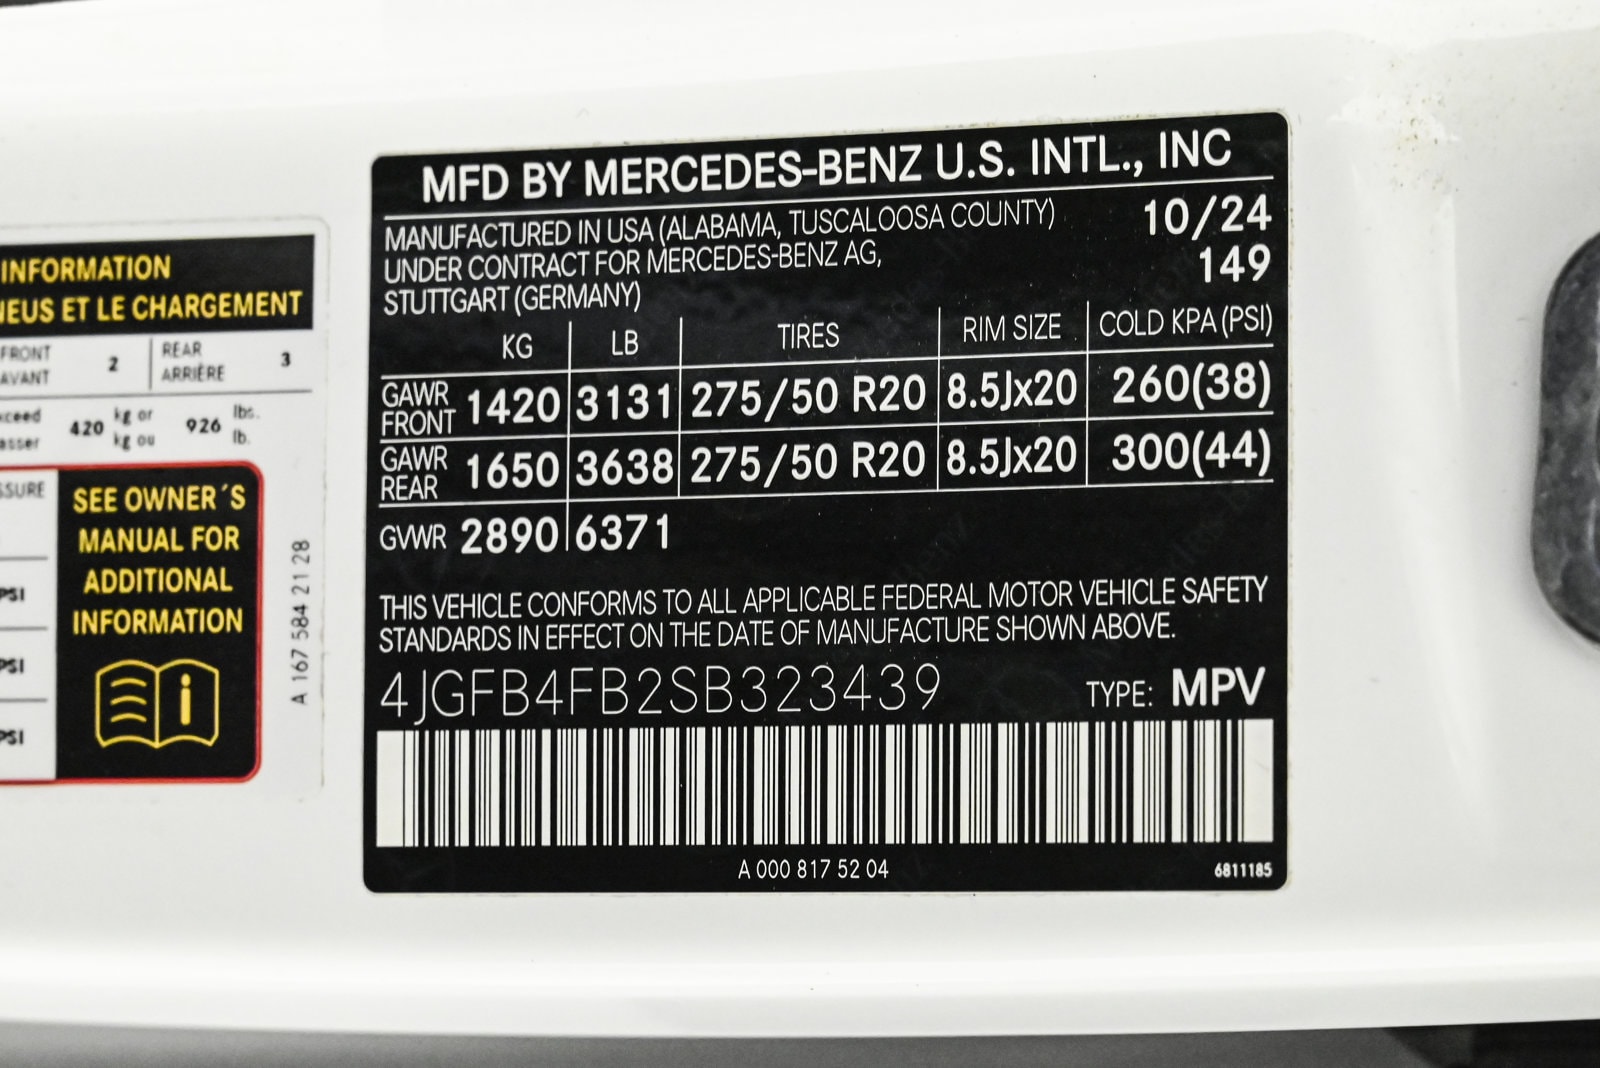 INFORMATION
NEUS ET LE CHARGEMENT
FRONT
AVANT 2
REAR
ARRIÈRE 3
420 kg or 926 lbs.
kg ou lb.
SEE OWNER´S
MANUAL FOR
ADDITIONAL
INFORMATION
PSI
PSI
PSI
A 167 584 21 28
MFD BY MERCEDES-BENZ U.S. INTL., INC
MANUFACTURED IN USA (ALABAMA, TUSCALOOSA COUNTY) 10/24
UNDER CONTRACT FOR MERCEDES-BENZ AG, 149
STUTTGART (GERMANY)
KG LB TIRES RIM SIZE COLD KPA (PSI)
GAWR FRONT 1420 3131 275/50 R20 8.5Jx20 260(38)
GAWR REAR 1650 3638 275/50 R20 8.5Jx20 300(44)
GVWR 2890 6371
THIS VEHICLE CONFORMS TO ALL APPLICABLE FEDERAL MOTOR VEHICLE SAFETY
STANDARDS IN EFFECT ON THE DATE OF MANUFACTURE SHOWN ABOVE.
4JGFB4FB2SB323439 TYPE: MPV
A 000 817 52 04 6811185